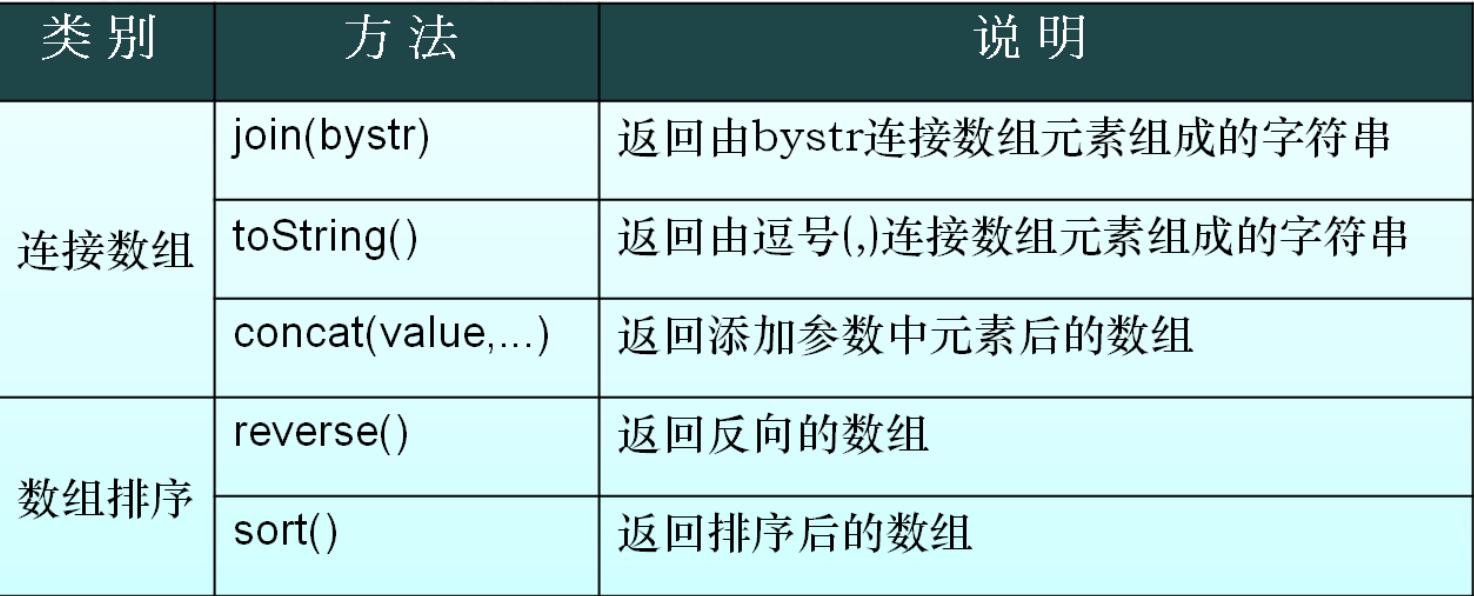 类 别 方 法 说 明
join(bystr) 返回由bystr连接数组元素组成的字符串
连接数组 toString() 返回由逗号(,)连接数组元素组成的字符串
concat(value,...) 返回添加参数中元素后的数组
reverse() 返回反向的数组
数组排序
sort() 返回排序后的数组